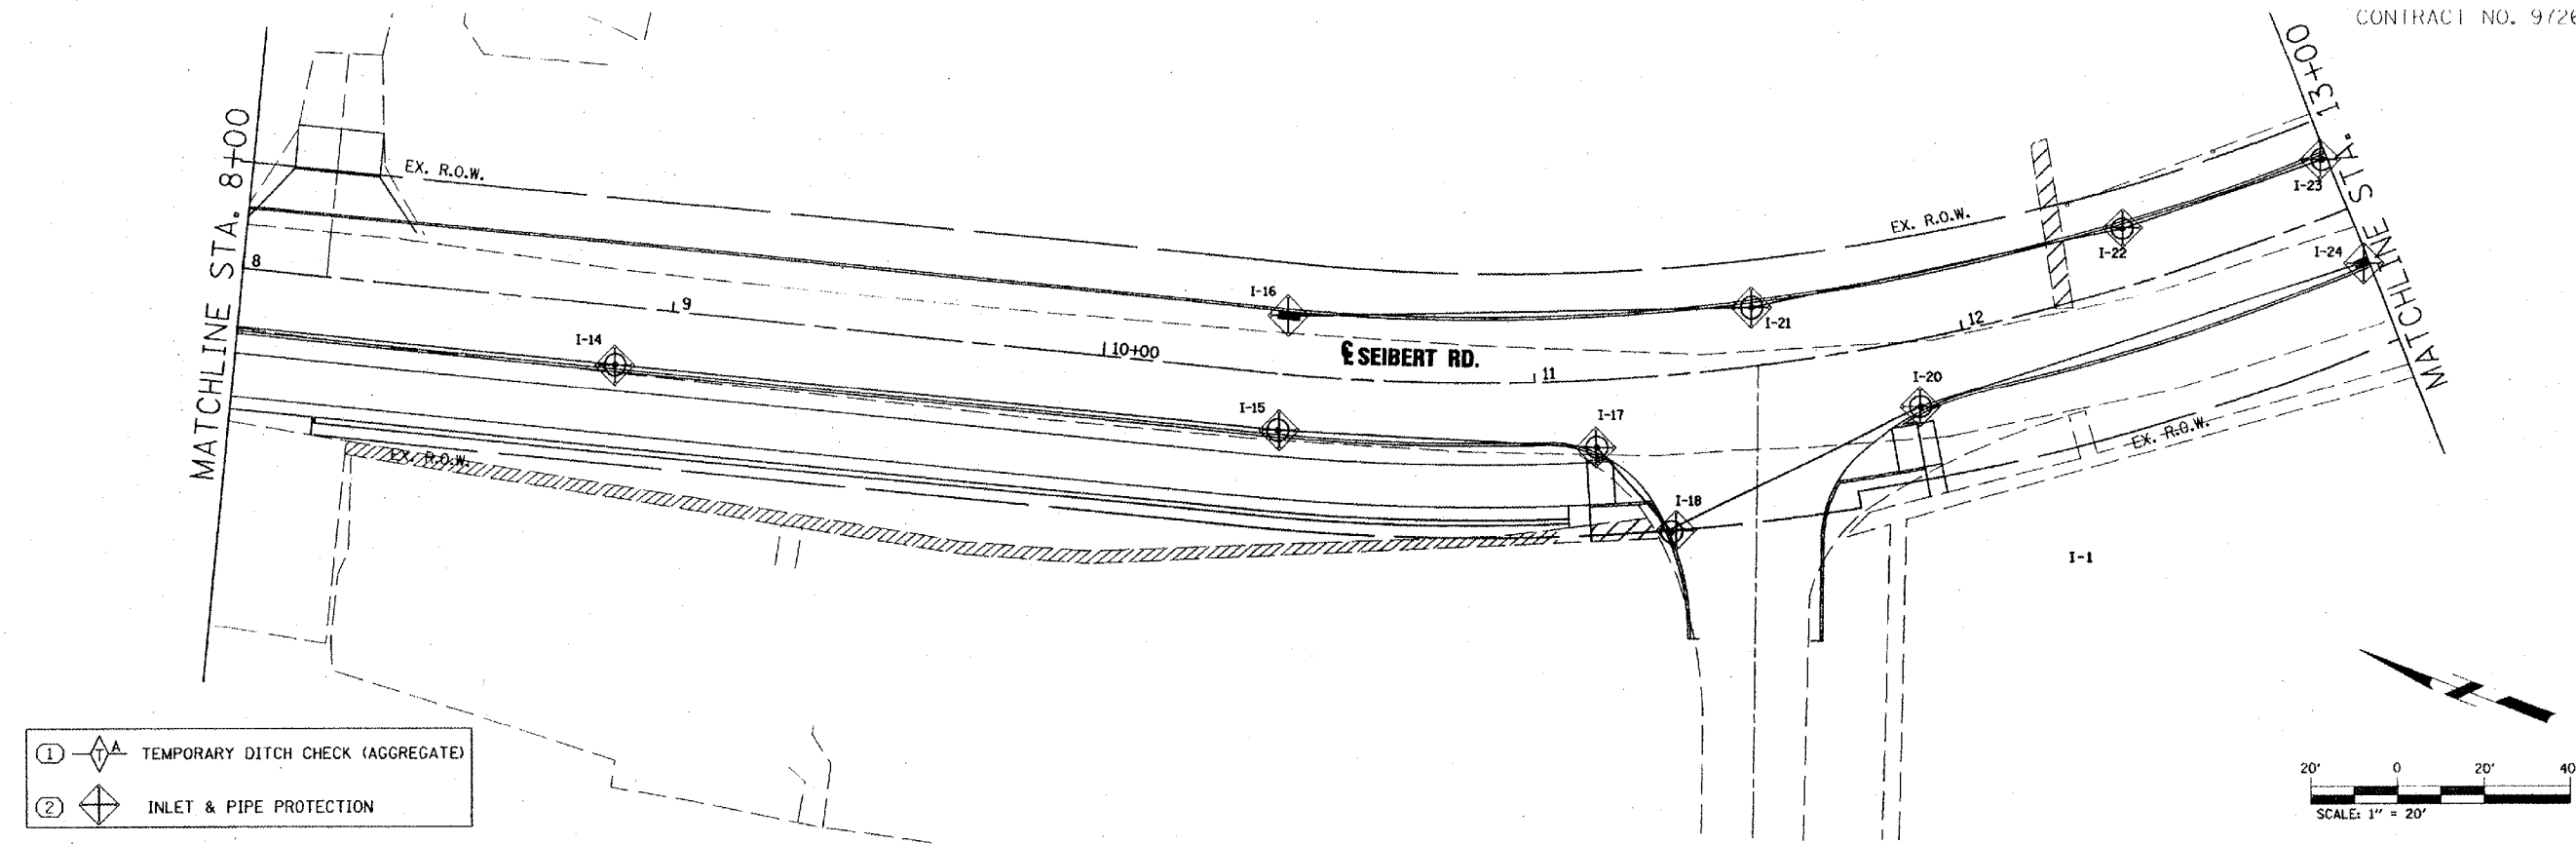 CONTRACT NO. 9726
MATCHLINE STA. 8+00
MATCHLINE STA. 13+00
EX. R.O.W.
EX. R.O.W.
I-23
I-22
I-24
8
9
I-16
I-21
12
I-14
10+00
℄ SEIBERT RD.
11
I-20
I-15
I-17
EX. R.O.W.
EX. R.O.W.
I-18
I-1
1 T A TEMPORARY DITCH CHECK (AGGREGATE)
2 INLET & PIPE PROTECTION
20' 0 20' 40
SCALE: 1" = 20'